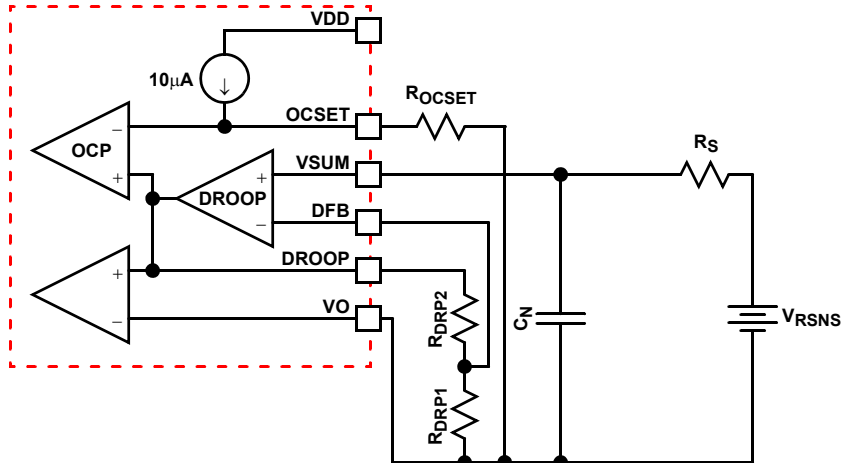 VDD
10µA
↓
ROCSET
OCSET
−
OCP
+
VSUM
+
DROOP
RS
DFB
−
DROOP
+
VO
−
RDRP2
CN
VRSNS
RDRP1